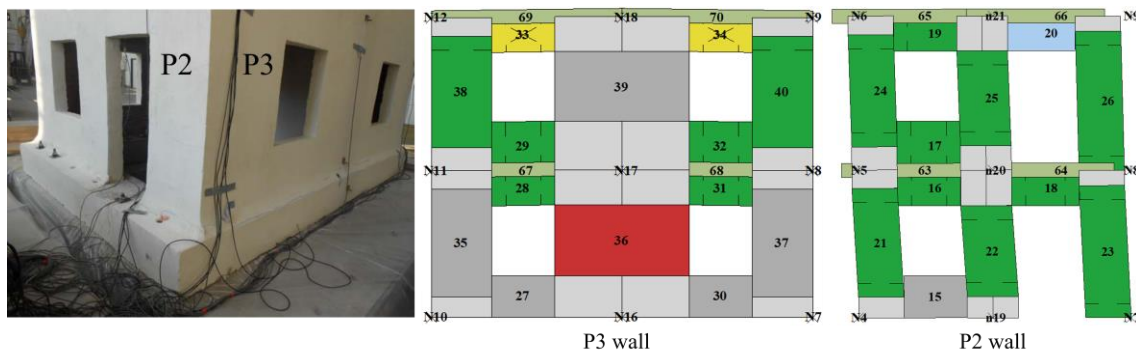 P2 P3
N12 69 N18 70 N9
33 34
38 39 40
29 32
N11 67 N17 68 N8
28 31
35 36 37
27 30
N10 N16 N7
P3 wall
N6 65 n21 66 N9
19 20
24 25 26
17
N5 63 n20 64 N8
16 18
21 22 23
15
N4 n19 N7
P2 wall